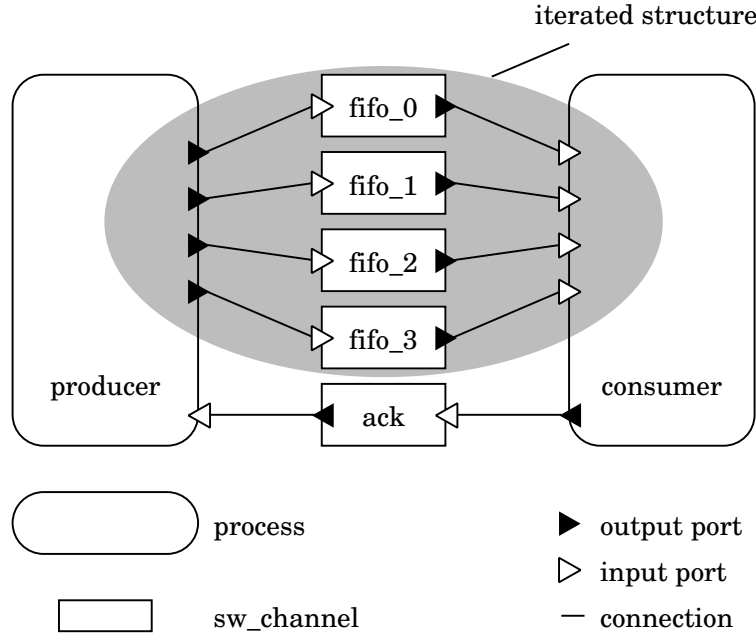 iterated structure
fifo_0
fifo_1
fifo_2
fifo_3
producer
consumer
ack
process
output port
input port
sw_channel
connection